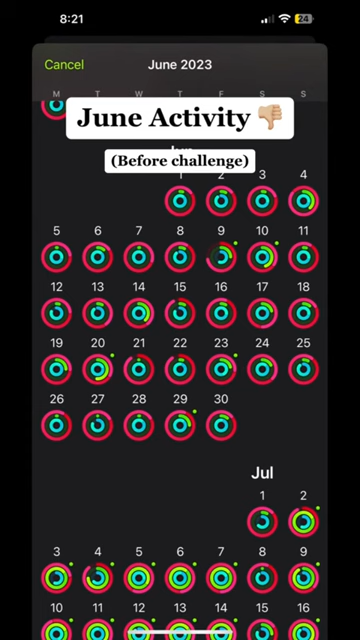 8:21
24
Cancel
June 2023
M T W T F S S
June Activity 👎🏼
(Before challenge)
1 2 3 4
5 6 7 8 9 10 11
12 13 14 15 16 17 18
19 20 21 22 23 24 25
26 27 28 29 30
Jul
1 2
3 4 5 6 7 8 9
10 11 12 13 14 15 16